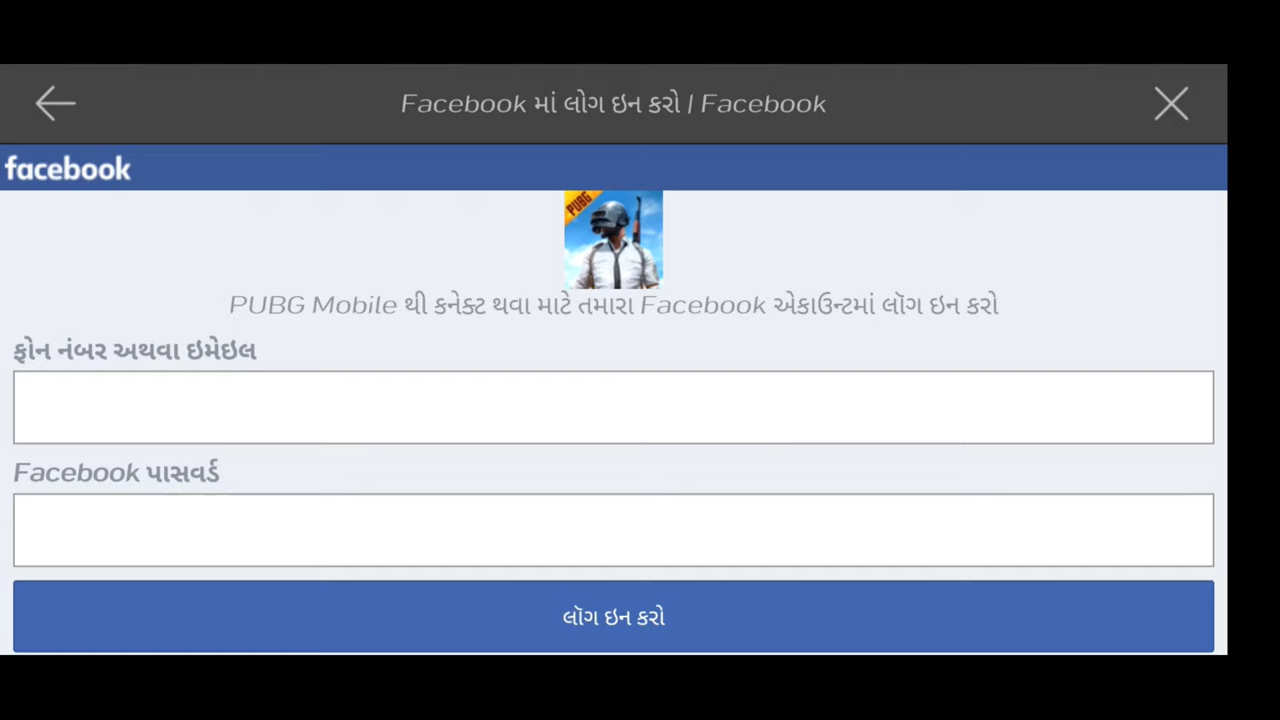 Facebook માં લોગ ઇન કરો | Facebook
facebook
PUBG
PUBG Mobile થી કનેક્ટ થવા માટે તમારા Facebook એકાઉન્ટમાં લૉગ ઇન કરો
ફોન નંબર અથવા ઇમેઇલ
Facebook પાસવર્ડ
લૉગ ઇન કરો